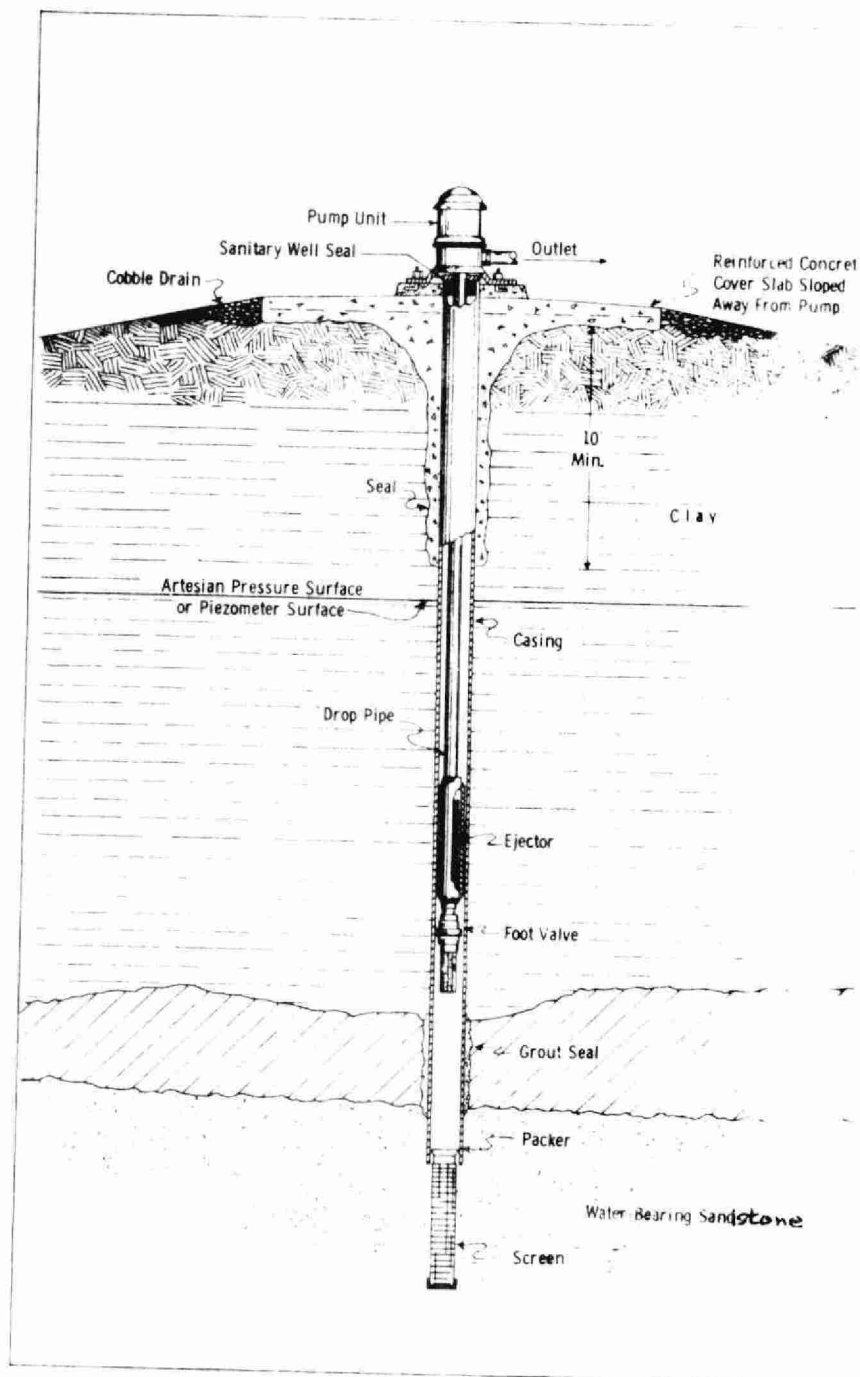 Pump Unit
Sanitary Well Seal
Outlet
Cobble Drain
Reinforced Concret
Cover Slab Sloped
Away From Pump
10
Min.
Seal
Clay
Artesian Pressure Surface
or Piezometer Surface
Casing
Drop Pipe
Ejector
Foot Valve
Grout Seal
Packer
Water Bearing Sandstone
Screen